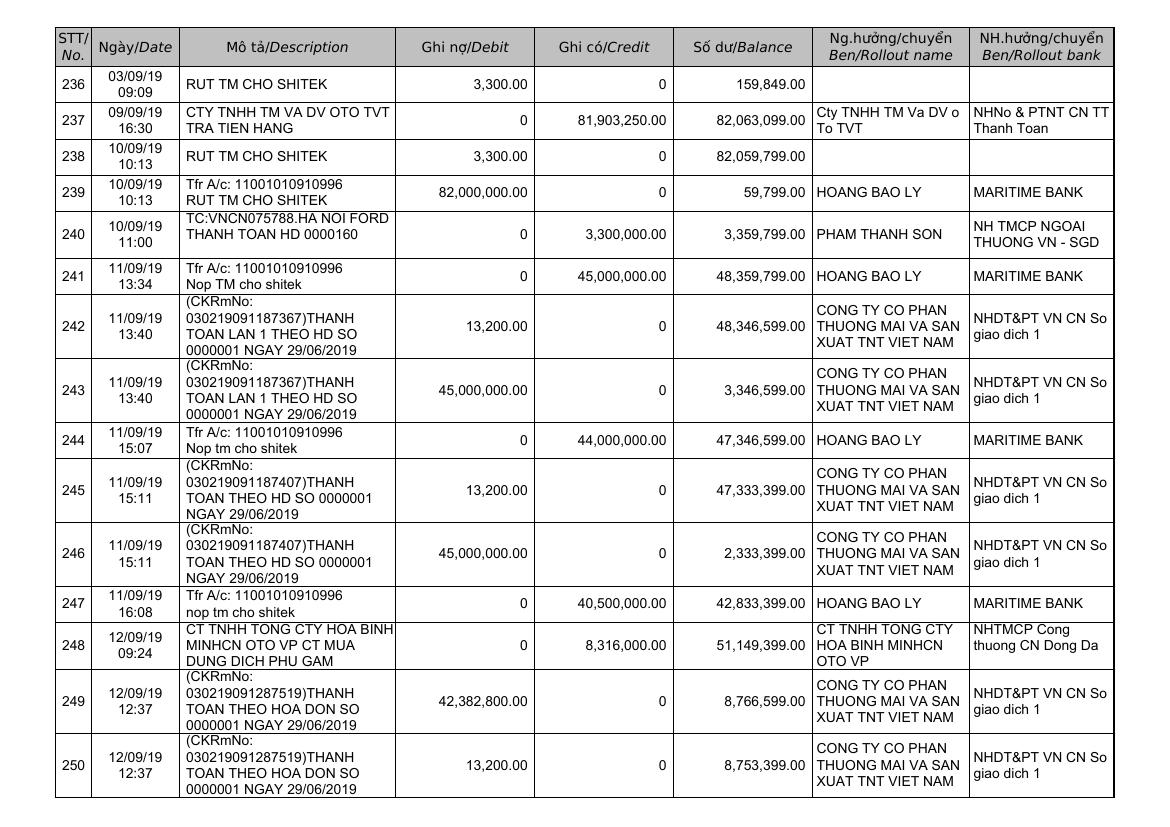 STT/ No. Ngày/Date Mô tả/Description Ghi nợ/Debit Ghi có/Credit Số dư/Balance Ng.hưởng/chuyển Ben/Rollout name NH.hưởng/chuyển Ben/Rollout bank
236
03/09/19
09:09
RUT TM CHO SHITEK
3,300.00
0
159,849.00
237
09/09/19
16:30
CTY TNHH TM VA DV OTO TVT
TRA TIEN HANG
0
81,903,250.00
82,063,099.00
Cty TNHH TM Va DV o
To TVT
NHNo & PTNT CN TT
Thanh Toan
238
10/09/19
10:13
RUT TM CHO SHITEK
3,300.00
0
82,059,799.00
239
10/09/19
10:13
Tfr A/c: 11001010910996
RUT TM CHO SHITEK
82,000,000.00
0
59,799.00
HOANG BAO LY
MARITIME BANK
240
10/09/19
11:00
TC:VNCN075788.HA NOI FORD
THANH TOAN HD 0000160
0
3,300,000.00
3,359,799.00
PHAM THANH SON
NH TMCP NGOAI
THUONG VN - SGD
241
11/09/19
13:34
Tfr A/c: 11001010910996
Nop TM cho shitek
0
45,000,000.00
48,359,799.00
HOANG BAO LY
MARITIME BANK
242
11/09/19
13:40
(CKRmNo:
030219091187367)THANH
TOAN LAN 1 THEO HD SO
0000001 NGAY 29/06/2019
13,200.00
0
48,346,599.00
CONG TY CO PHAN
THUONG MAI VA SAN
XUAT TNT VIET NAM
NHDT&PT VN CN So
giao dich 1
243
11/09/19
13:40
(CKRmNo:
030219091187367)THANH
TOAN LAN 1 THEO HD SO
0000001 NGAY 29/06/2019
45,000,000.00
0
3,346,599.00
CONG TY CO PHAN
THUONG MAI VA SAN
XUAT TNT VIET NAM
NHDT&PT VN CN So
giao dich 1
244
11/09/19
15:07
Tfr A/c: 11001010910996
Nop tm cho shitek
0
44,000,000.00
47,346,599.00
HOANG BAO LY
MARITIME BANK
245
11/09/19
15:11
(CKRmNo:
030219091187407)THANH
TOAN THEO HD SO 0000001
NGAY 29/06/2019
13,200.00
0
47,333,399.00
CONG TY CO PHAN
THUONG MAI VA SAN
XUAT TNT VIET NAM
NHDT&PT VN CN So
giao dich 1
246
11/09/19
15:11
(CKRmNo:
030219091187407)THANH
TOAN THEO HD SO 0000001
NGAY 29/06/2019
45,000,000.00
0
2,333,399.00
CONG TY CO PHAN
THUONG MAI VA SAN
XUAT TNT VIET NAM
NHDT&PT VN CN So
giao dich 1
247
11/09/19
16:08
Tfr A/c: 11001010910996
nop tm cho shitek
0
40,500,000.00
42,833,399.00
HOANG BAO LY
MARITIME BANK
248
12/09/19
09:24
CT TNHH TONG CTY HOA BINH
MINHCN OTO VP CT MUA
DUNG DICH PHU GAM
0
8,316,000.00
51,149,399.00
CT TNHH TONG CTY
HOA BINH MINHCN
OTO VP
NHTMCP Cong
thuong CN Dong Da
249
12/09/19
12:37
(CKRmNo:
030219091287519)THANH
TOAN THEO HOA DON SO
0000001 NGAY 29/06/2019
42,382,800.00
0
8,766,599.00
CONG TY CO PHAN
THUONG MAI VA SAN
XUAT TNT VIET NAM
NHDT&PT VN CN So
giao dich 1
250
12/09/19
12:37
(CKRmNo:
030219091287519)THANH
TOAN THEO HOA DON SO
0000001 NGAY 29/06/2019
13,200.00
0
8,753,399.00
CONG TY CO PHAN
THUONG MAI VA SAN
XUAT TNT VIET NAM
NHDT&PT VN CN So
giao dich 1